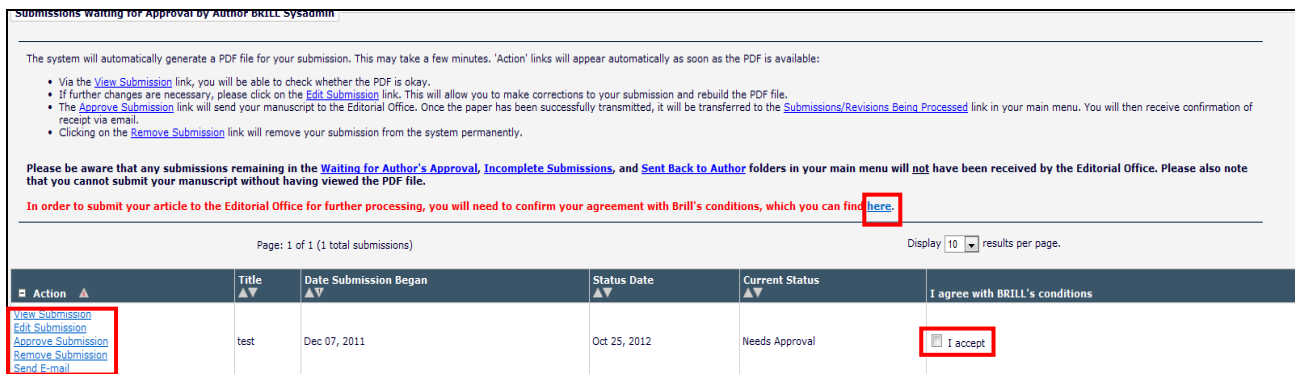 Submissions Waiting for Approval by Author BRILL Sysadmin
The system will automatically generate a PDF file for your submission. This may take a few minutes. 'Action' links will appear automatically as soon as the PDF is available:
• Via the View Submission link, you will be able to check whether the PDF is okay.
• If further changes are necessary, please click on the Edit Submission link. This will allow you to make corrections to your submission and rebuild the PDF file.
• The Approve Submission link will send your manuscript to the Editorial Office. Once the paper has been successfully transmitted, it will be transferred to the Submissions/Revisions Being Processed link in your main menu. You will then receive confirmation of
receipt via email.
• Clicking on the Remove Submission link will remove your submission from the system permanently.
Please be aware that any submissions remaining in the Waiting for Author's Approval, Incomplete Submissions, and Sent Back to Author folders in your main menu will not have been received by the Editorial Office. Please also note
that you cannot submit your manuscript without having viewed the PDF file.
In order to submit your article to the Editorial Office for further processing, you will need to confirm your agreement with Brill's conditions, which you can find here.
Page: 1 of 1 (1 total submissions) Display 10 results per page.
Action Title Date Submission Began Status Date Current Status I agree with BRILL's conditions
View Submission
Edit Submission
Approve Submission test Dec 07, 2011 Oct 25, 2012 Needs Approval I accept
Remove Submission
Send E-mail